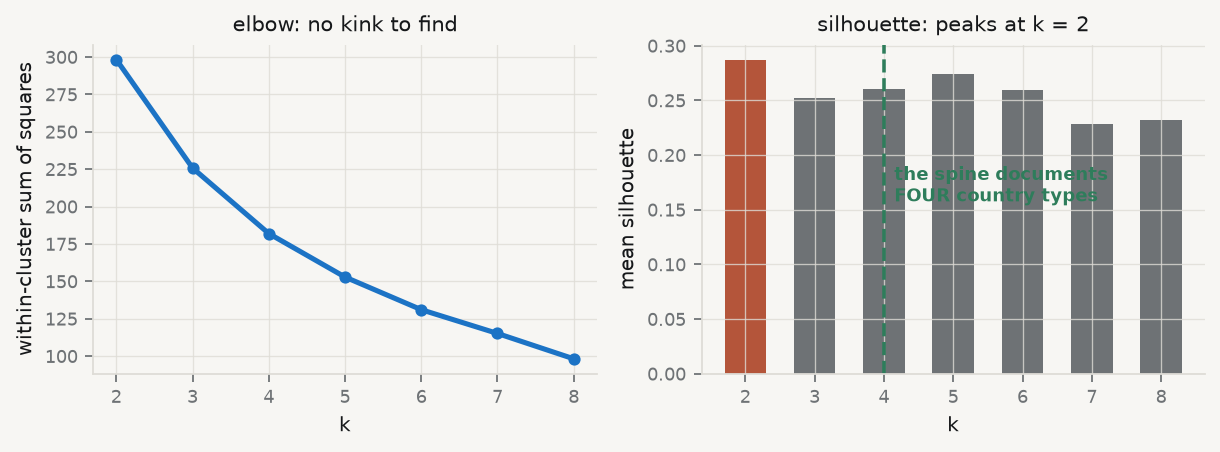 elbow: no kink to find
within-cluster sum of squares
300
275
250
225
200
175
150
125
100
2 3 4 5 6 7 8
k
silhouette: peaks at k = 2
mean silhouette
0.30
0.25
0.20
0.15
0.10
0.05
0.00
the spine documents
FOUR country types
2 3 4 5 6 7 8
k